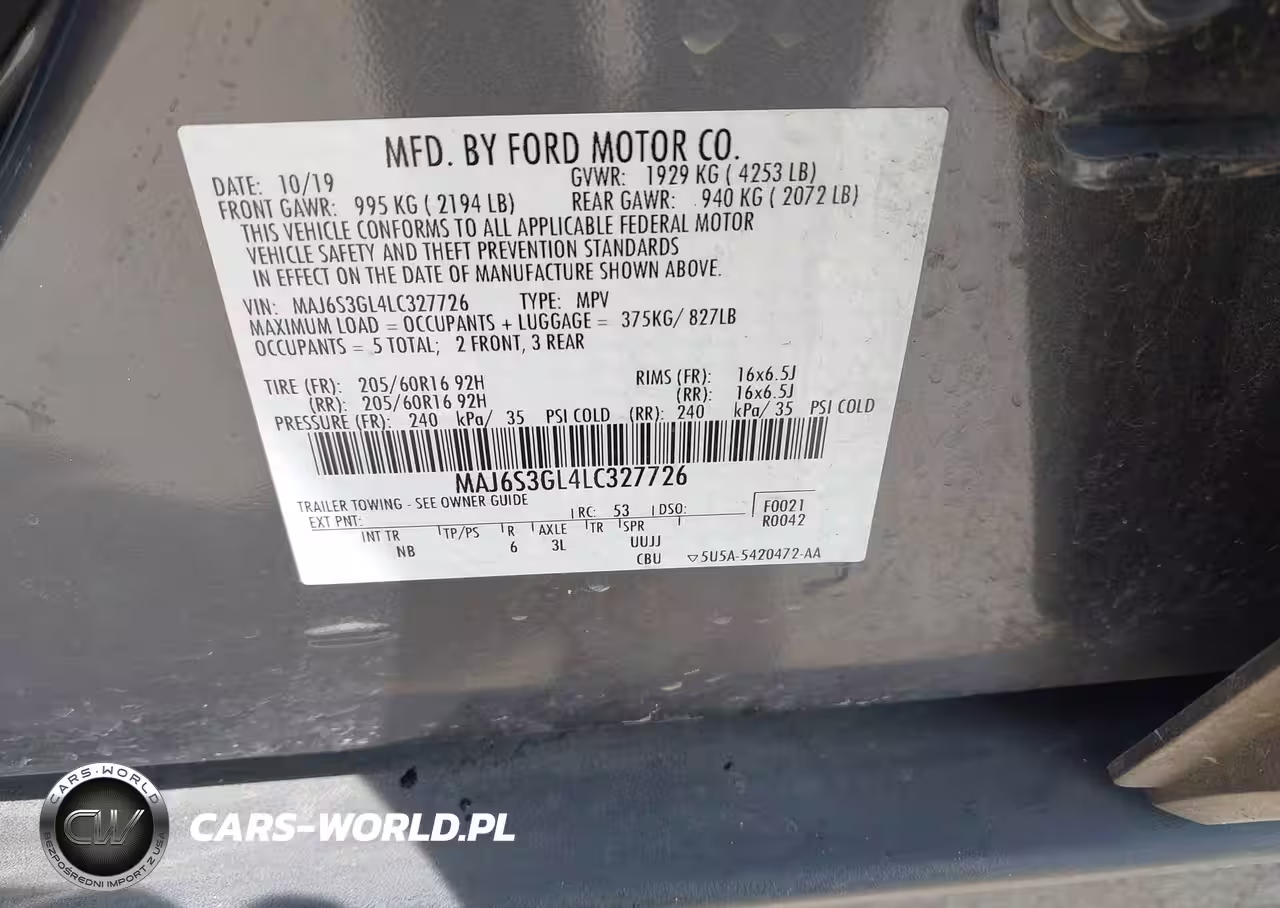 MFD. BY FORD MOTOR CO.
DATE: 10/19 GVWR: 1929 KG ( 4253 LB)
FRONT GAWR: 995 KG ( 2194 LB) REAR GAWR: 940 KG ( 2072 LB)
THIS VEHICLE CONFORMS TO ALL APPLICABLE FEDERAL MOTOR
VEHICLE SAFETY AND THEFT PREVENTION STANDARDS
IN EFFECT ON THE DATE OF MANUFACTURE SHOWN ABOVE.
VIN: MAJ6S3GL4LC327726 TYPE: MPV
MAXIMUM LOAD = OCCUPANTS + LUGGAGE = 375KG/ 827LB
OCCUPANTS = 5 TOTAL; 2 FRONT, 3 REAR
TIRE (FR): 205/60R16 92H RIMS (FR): 16x6.5J
(RR): 205/60R16 92H (RR): 16x6.5J
PRESSURE (FR): 240 kPa/ 35 PSI COLD (RR): 240 kPa/ 35 PSI COLD
MAJ6S3GL4LC327726
TRAILER TOWING - SEE OWNER GUIDE
EXT PNT: RC: 53 DSO: F0021
R0042
INT TR TP/PS R AXLE TR SPR
NB 6 3L UUJJ
CBU ▽5U5A-5420472-AA
CARS-WORLD
CW
BEZPOŚREDNI IMPORT Z USA
CARS-WORLD.PL